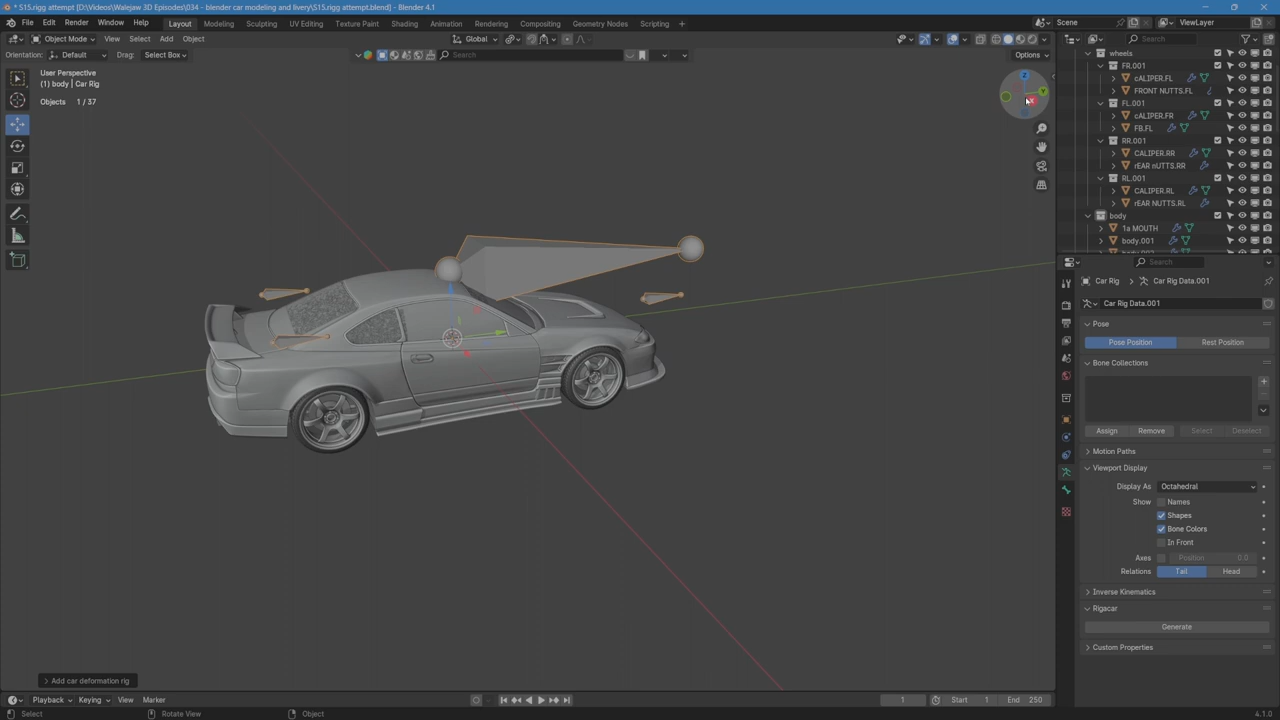 * S15.rigg attempt [D:\Videos\Walejaw 3D Episodes\034 - blender car modeling and livery\S15.rigg attempt.blend] - Blender 4.1
File Edit Render Window Help Layout Modeling Sculpting UV Editing Texture Paint Shading Animation Rendering Compositing Geometry Nodes Scripting + Scene ViewLayer
Object Mode View Select Add Object Global Search
Orientation: Default Drag: Select Box Search Options
User Perspective
(1) body | Car Rig
Objects 1 / 37
Z
Y
X
wheels
FR.001
cALIPER.FL
FRONT NUTTS.FL
FL.001
cALIPER.FR
FB.FL
RR.001
CALIPER.RR
rEAR nUTTS.RR
RL.001
CALIPER.RL
rEAR NUTTS.RL
body
1a MOUTH
body.001
Search
Car Rig Car Rig Data.001
Car Rig Data.001
Pose
Pose Position Rest Position
Bone Collections
Assign Remove Select Deselect
Motion Paths
Viewport Display
Display As Octahedral
Show Names
Shapes
Bone Colors
In Front
Axes Position 0.0
Relations Tail Head
Inverse Kinematics
Rigacar
Generate
Custom Properties
Add car deformation rig
Playback Keying View Marker 1 Start 1 End 250
Select Rotate View Object 4.1.0